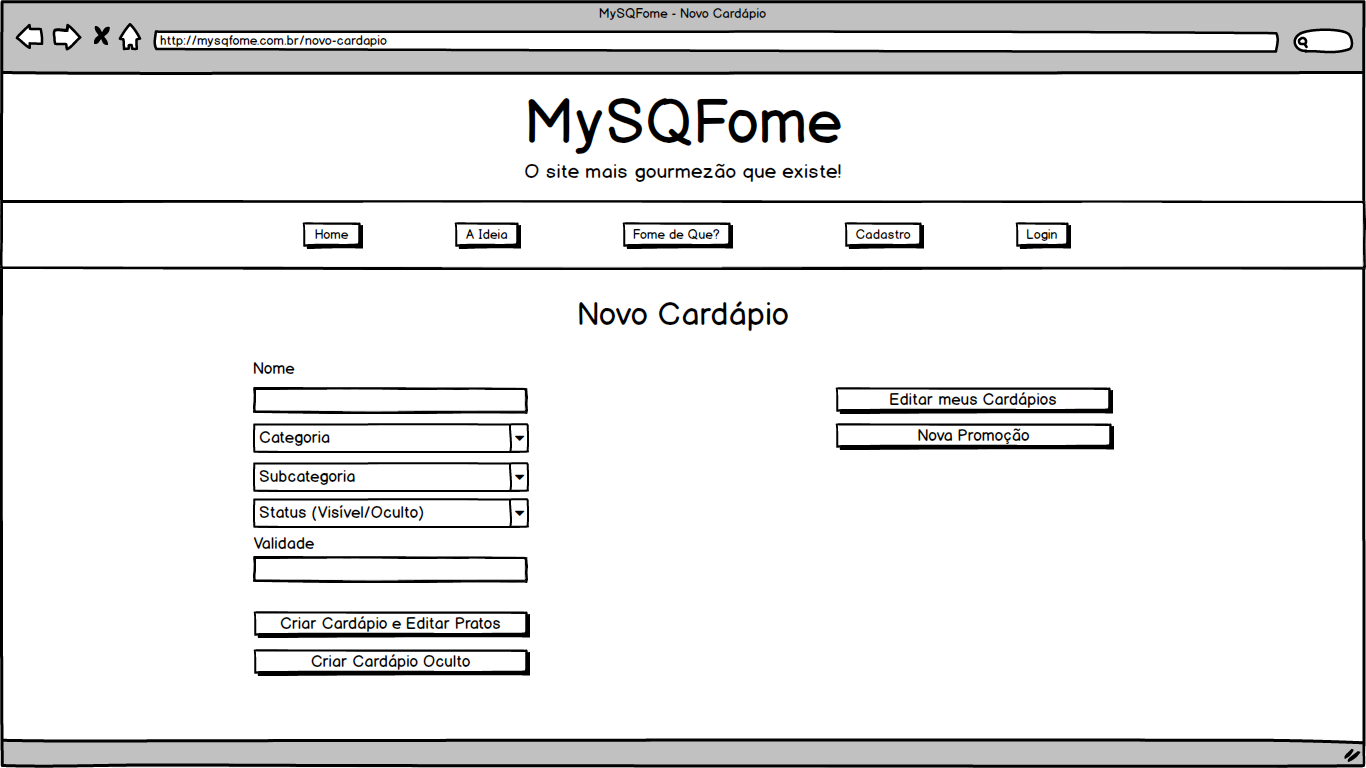 MySQFome - Novo Cardápio
http://mysqfome.com.br/novo-cardapio
MySQFome
O site mais gourmezão que existe!
Home
A Ideia
Fome de Que?
Cadastro
Login
Novo Cardápio
Nome
Categoria
Subcategoria
Status (Visível/Oculto)
Validade
Criar Cardápio e Editar Pratos
Criar Cardápio Oculto
Editar meus Cardápios
Nova Promoção